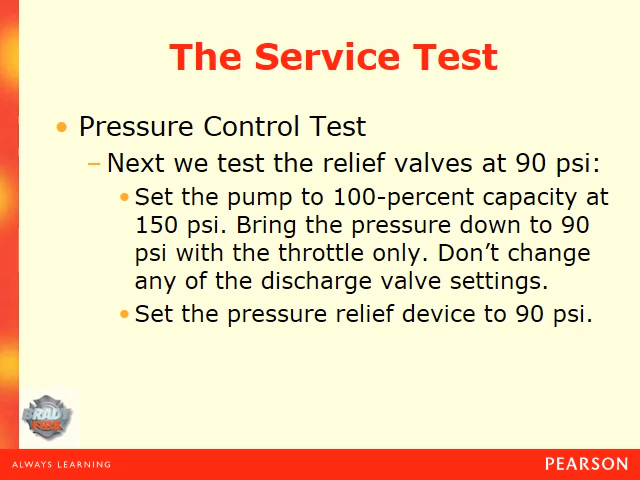 The Service Test
• Pressure Control Test
– Next we test the relief valves at 90 psi:
• Set the pump to 100-percent capacity at
150 psi. Bring the pressure down to 90
psi with the throttle only. Don’t change
any of the discharge valve settings.
• Set the pressure relief device to 90 psi.
BRADY
FIRE
ALWAYS LEARNING
PEARSON